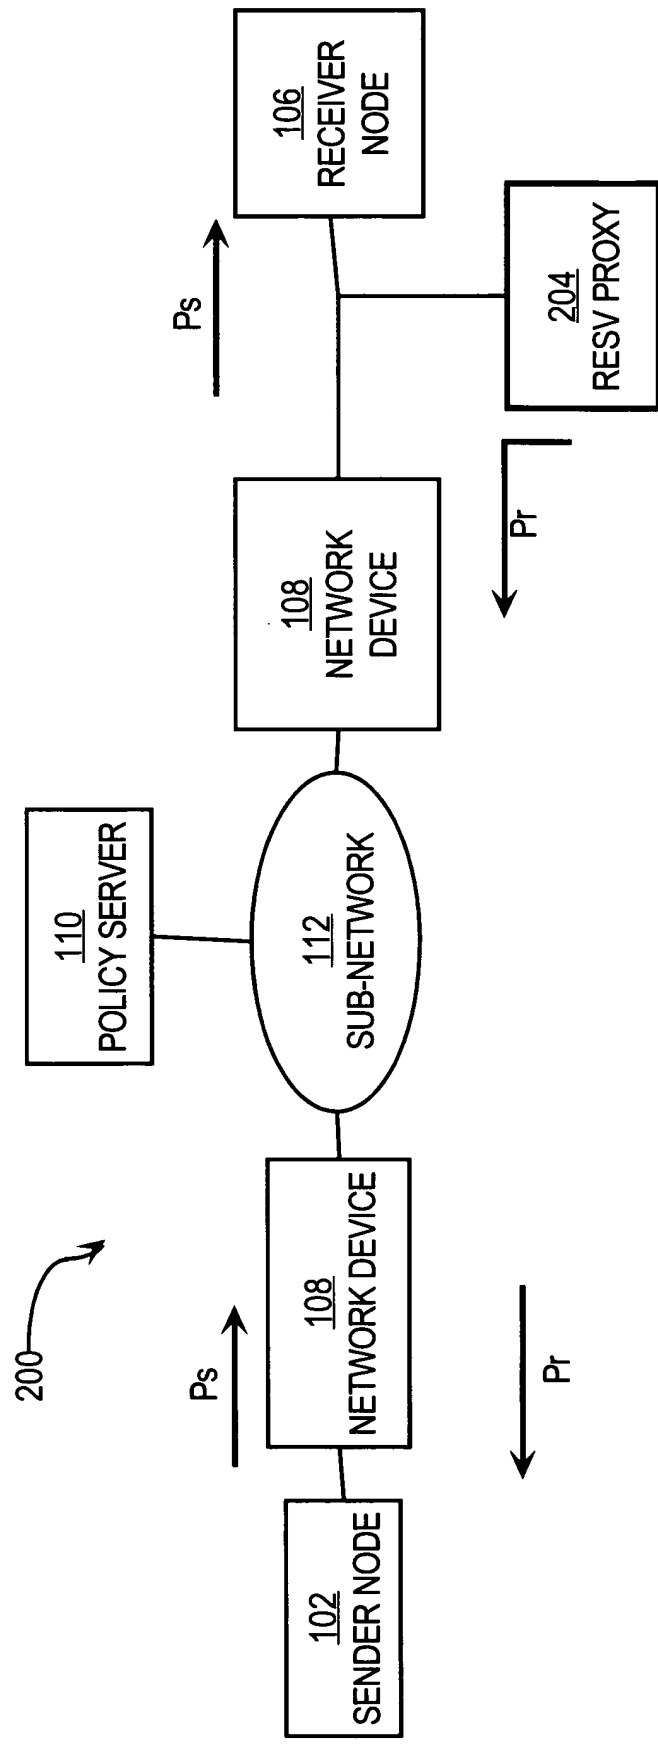 200
110
POLICY SERVER
Ps
Ps
102
SENDER NODE
108
NETWORK DEVICE
112
SUB-NETWORK
108
NETWORK
DEVICE
106
RECEIVER
NODE
Pr
Pr
204
RESV PROXY